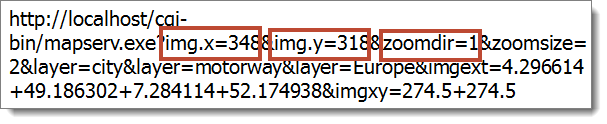 http://localhost/cgi-
bin/mapserv.exe?img.x=348&img.y=318&zoomdir=1&zoomsize=
2&layer=city&layer=motorway&layer=Europe&imgext=4.296614
+49.186302+7.284114+52.174938&imgxy=274.5+274.5